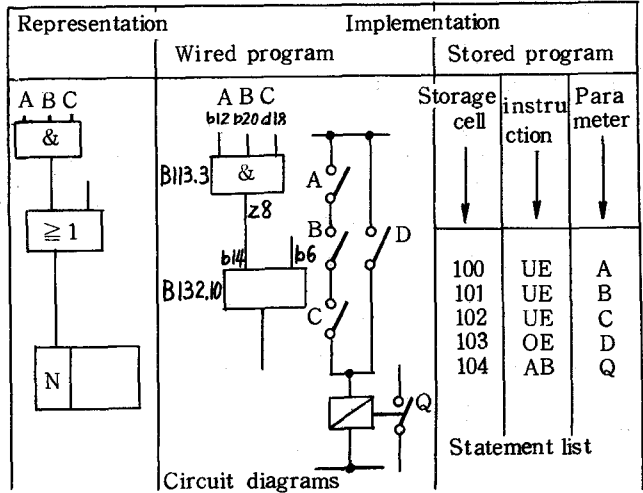 Representation
Implementation
Wired program
Stored program
A B C
&
≧ 1
N
A B C
b12 b20 d18
B113.3
&
z8
b14
b6
B132.10
A
B
C
D
Q
Circuit diagrams
Storage cell
instru ction
Para meter
100 UE A
101 UE B
102 UE C
103 OE D
104 AB Q
Statement list